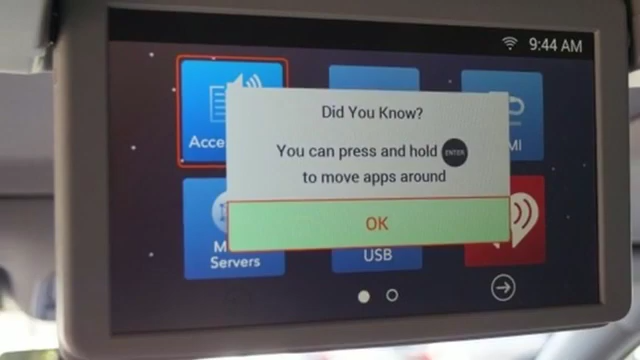 9:44 AM
Did You Know?
Acce
You can press and hold ENTER
MI
to move apps around
OK
M
Servers
USB